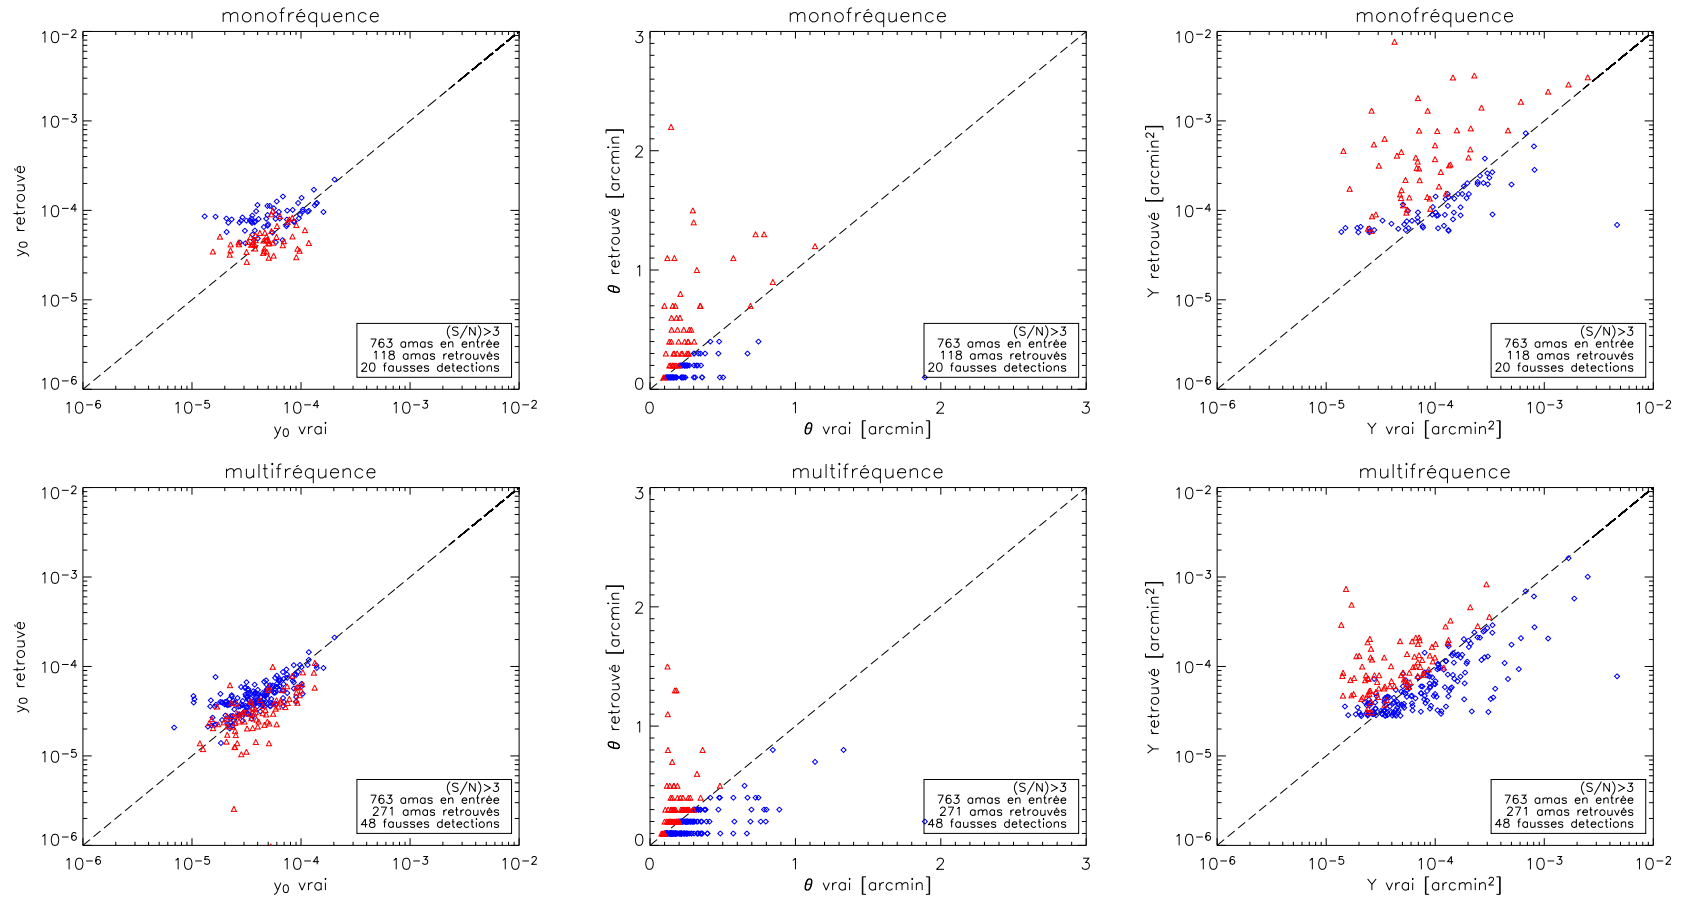 monofréquence
10-2
10-3
10-4
10-5
10-6
y0 retrouvé
(S/N)>3
763 amas en entrée
118 amas retrouvés
20 fausses detections
10-6 10-5 10-4 10-3 10-2
y0 vrai
monofréquence
3
2
1
0
θ retrouvé [arcmin]
(S/N)>3
763 amas en entrée
118 amas retrouvés
20 fausses detections
0 1 2 3
θ vrai [arcmin]
monofréquence
10-2
10-3
10-4
10-5
10-6
Y retrouvé [arcmin2]
(S/N)>3
763 amas en entrée
118 amas retrouvés
20 fausses detections
10-6 10-5 10-4 10-3 10-2
Y vrai [arcmin2]
multifréquence
10-2
10-3
10-4
10-5
10-6
y0 retrouvé
(S/N)>3
763 amas en entrée
271 amas retrouvés
48 fausses detections
10-6 10-5 10-4 10-3 10-2
y0 vrai
multifréquence
3
2
1
0
θ retrouvé [arcmin]
(S/N)>3
763 amas en entrée
271 amas retrouvés
48 fausses detections
0 1 2 3
θ vrai [arcmin]
multifréquence
10-2
10-3
10-4
10-5
10-6
Y retrouvé [arcmin2]
(S/N)>3
763 amas en entrée
271 amas retrouvés
48 fausses detections
10-6 10-5 10-4 10-3 10-2
Y vrai [arcmin2]